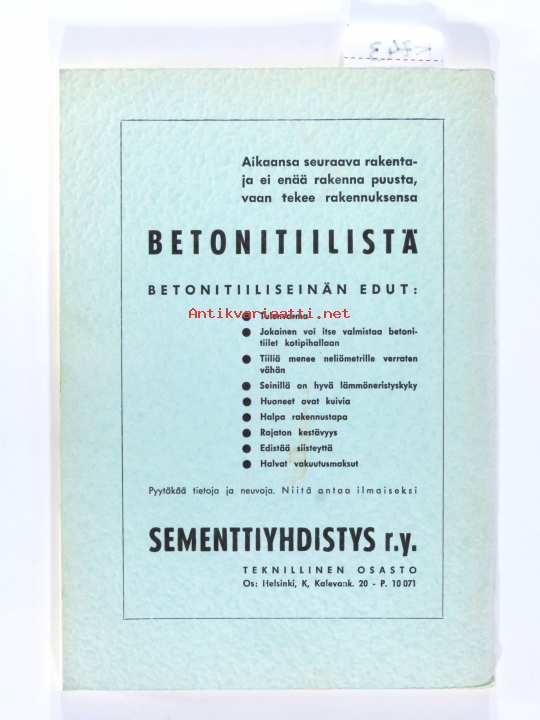 K743
Aikaansa seuraava rakenta-
ja ei enää rakenna puusta,
vaan tekee rakennuksensa
BETONITIILISTÄ
BETONITIILISEINÄN EDUT:
Antikvariaatti.net
● Tulenvarma
● Jokainen voi itse valmistaa betoni-
tiilet kotipihallaan
● Tiiliä menee neliömetrille verraten
vähän
● Seinillä on hyvä lämmöneristyskyky
● Huoneet ovat kuivia
● Halpa rakennustapa
● Rajaton kestävyys
● Edistää siisteyttä
● Halvat vakuutusmaksut
Pyytäkää tietoja ja neuvoja. Niitä antaa ilmaiseksi
SEMENTTIYHDISTYS r.y.
TEKNILLINEN OSASTO
Os: Helsinki, K, Kalevank. 20 - P. 10 071